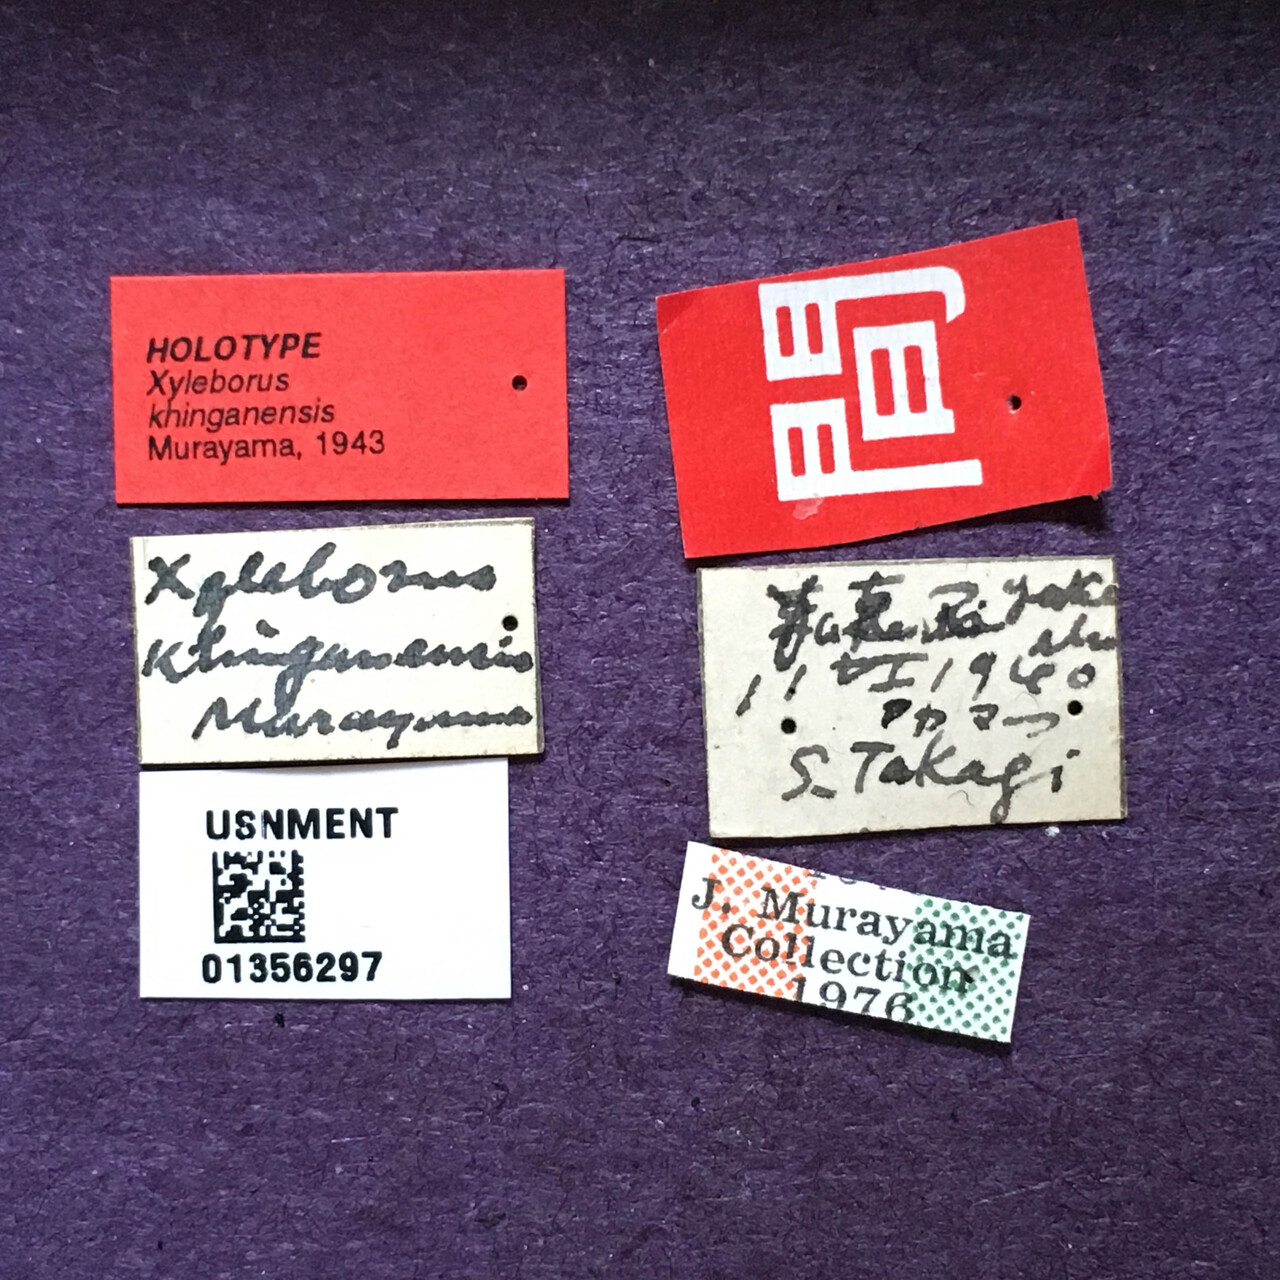 HOLOTYPE
Xyleborus
khinganensis
Murayama, 1943
Xyleborus
Khinganensis
Murayama
USNMENT
01356297
11 VI 1940
S. Takagi
J. Murayama
Collection
1976